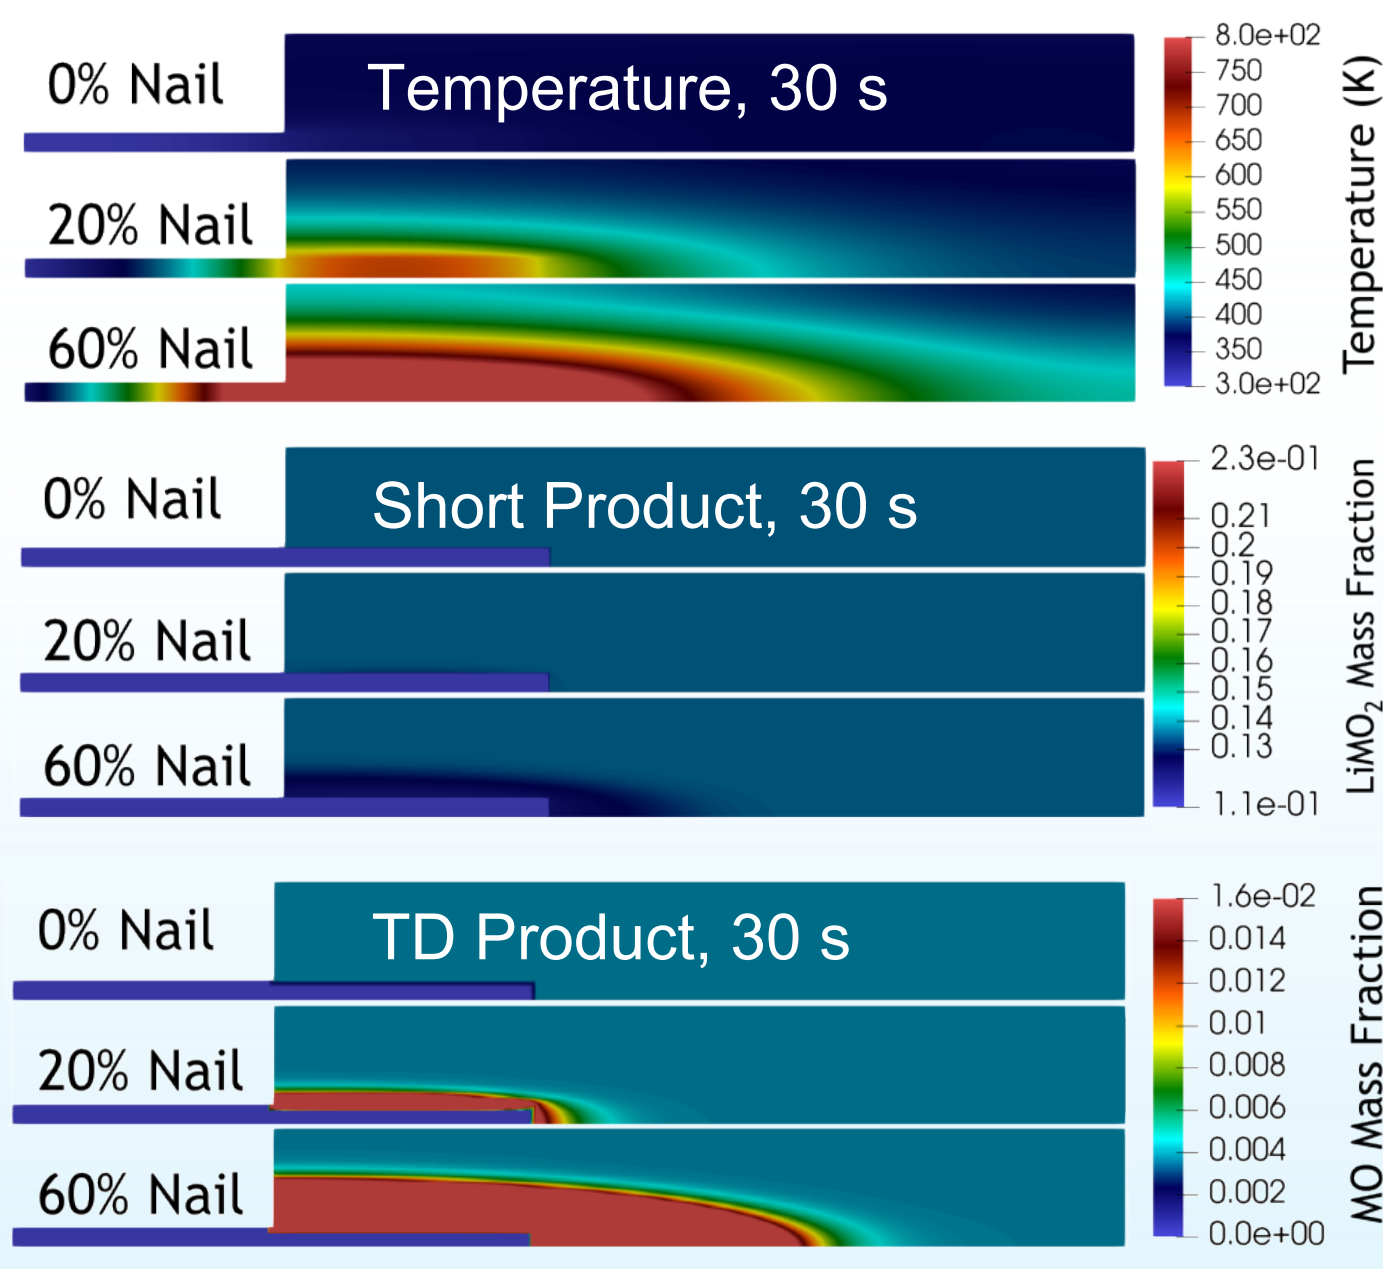 0% Nail
Temperature, 30 s
20% Nail
60% Nail
8.0e+02
750
700
650
600
550
500
450
400
350
3.0e+02
Temperature (K)
0% Nail
Short Product, 30 s
20% Nail
60% Nail
2.3e-01
0.21
0.2
0.19
0.18
0.17
0.16
0.15
0.14
0.13
1.1e-01
LiMO₂ Mass Fraction
0% Nail
TD Product, 30 s
20% Nail
60% Nail
1.6e-02
0.014
0.012
0.01
0.008
0.006
0.004
0.002
0.0e+00
MO Mass Fraction